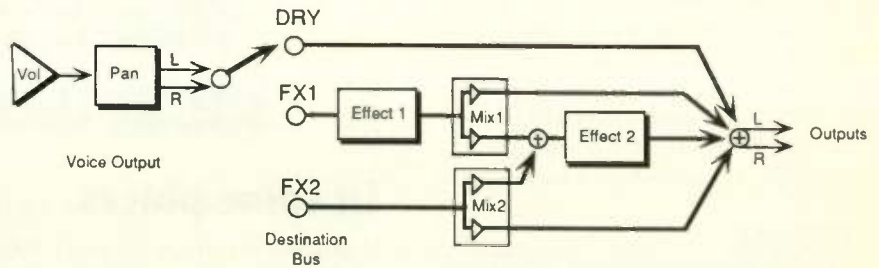 DRY
Vol
Pan
L
R
FX1
Effect 1
Mix1
Effect 2
L
R
Outputs
Voice Output
FX2
Mix2
Destination
Bus